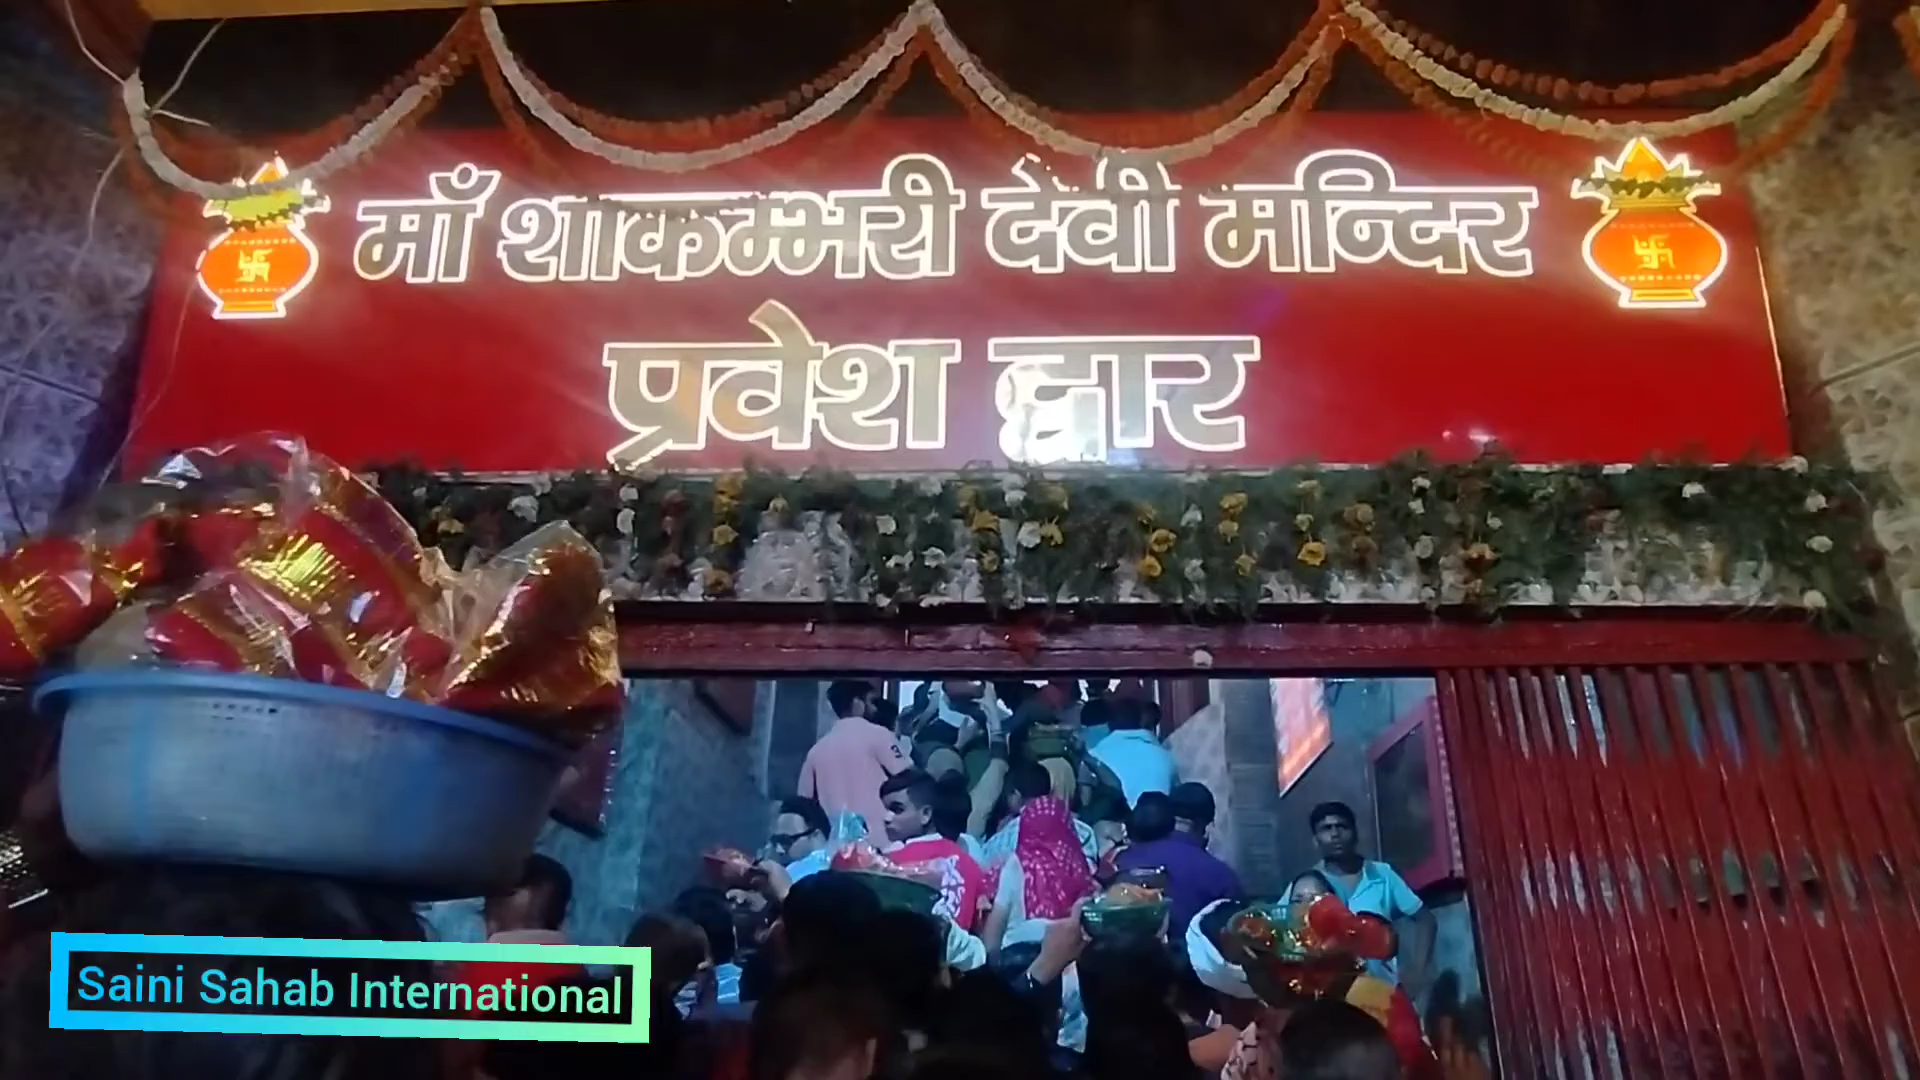 माँ शाकम्भरी देवी मन्दिर
प्रवेश द्वार
Saini Sahab International